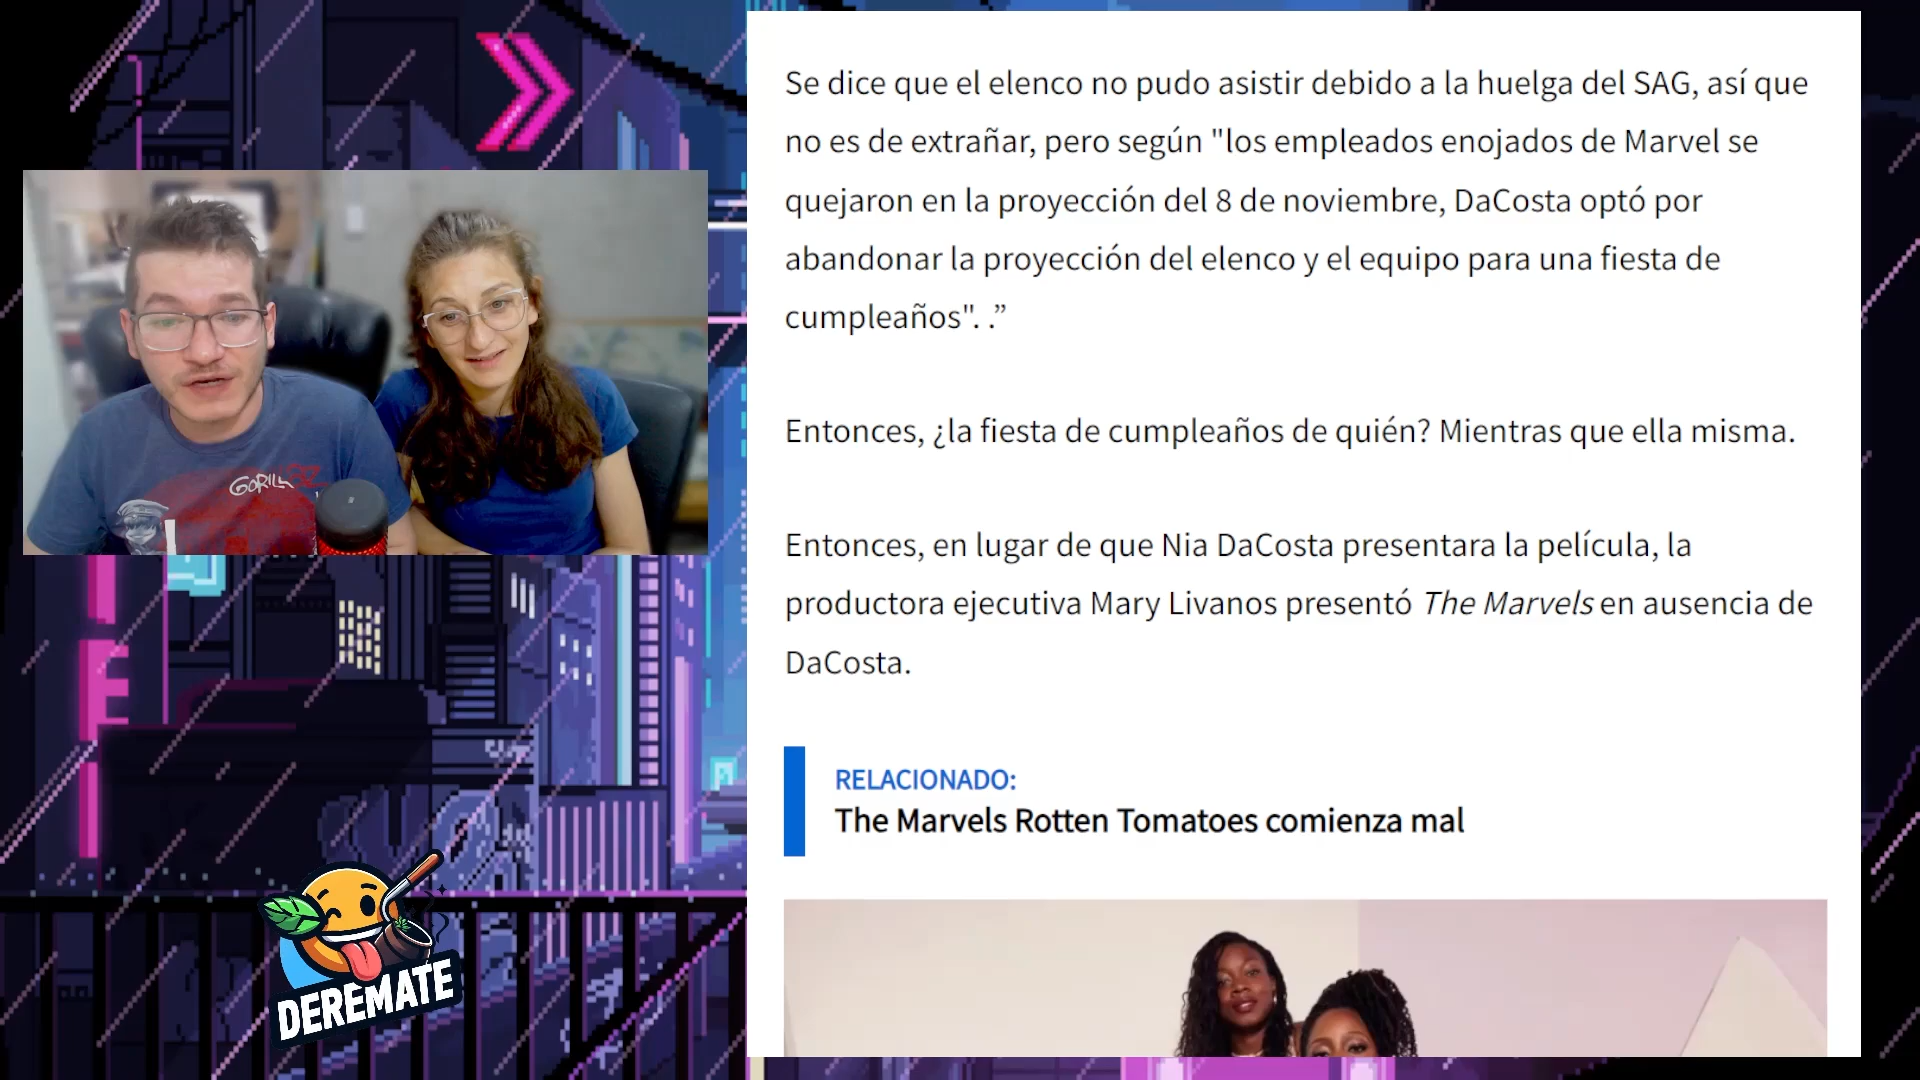 Se dice que el elenco no pudo asistir debido a la huelga del SAG, así que
no es de extrañar, pero según "los empleados enojados de Marvel se
quejaron en la proyección del 8 de noviembre, DaCosta optó por
abandonar la proyección del elenco y el equipo para una fiesta de
cumpleaños". .”
Entonces, ¿la fiesta de cumpleaños de quién? Mientras que ella misma.
Entonces, en lugar de que Nia DaCosta presentara la película, la
productora ejecutiva Mary Livanos presentó The Marvels en ausencia de
DaCosta.
RELACIONADO:
The Marvels Rotten Tomatoes comienza mal
DEREMATE